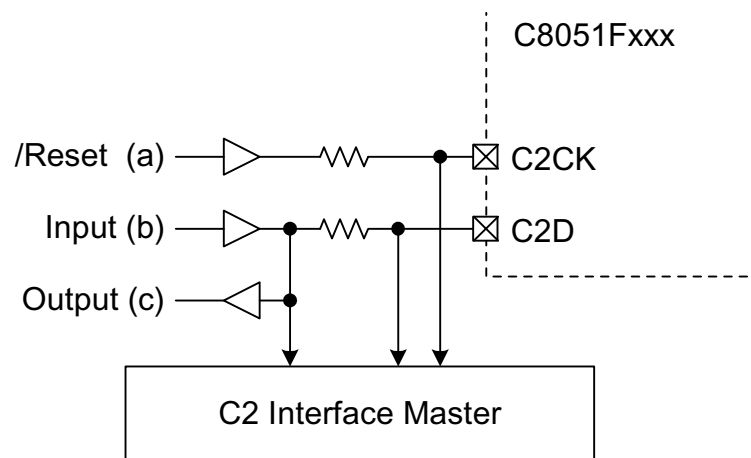 C8051Fxxx
/Reset (a)
C2CK
Input (b)
C2D
Output (c)
C2 Interface Master